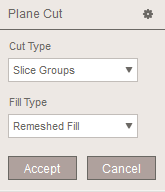 Plane Cut
Cut Type
Slice Groups
Fill Type
Remeshed Fill
Accept Cancel